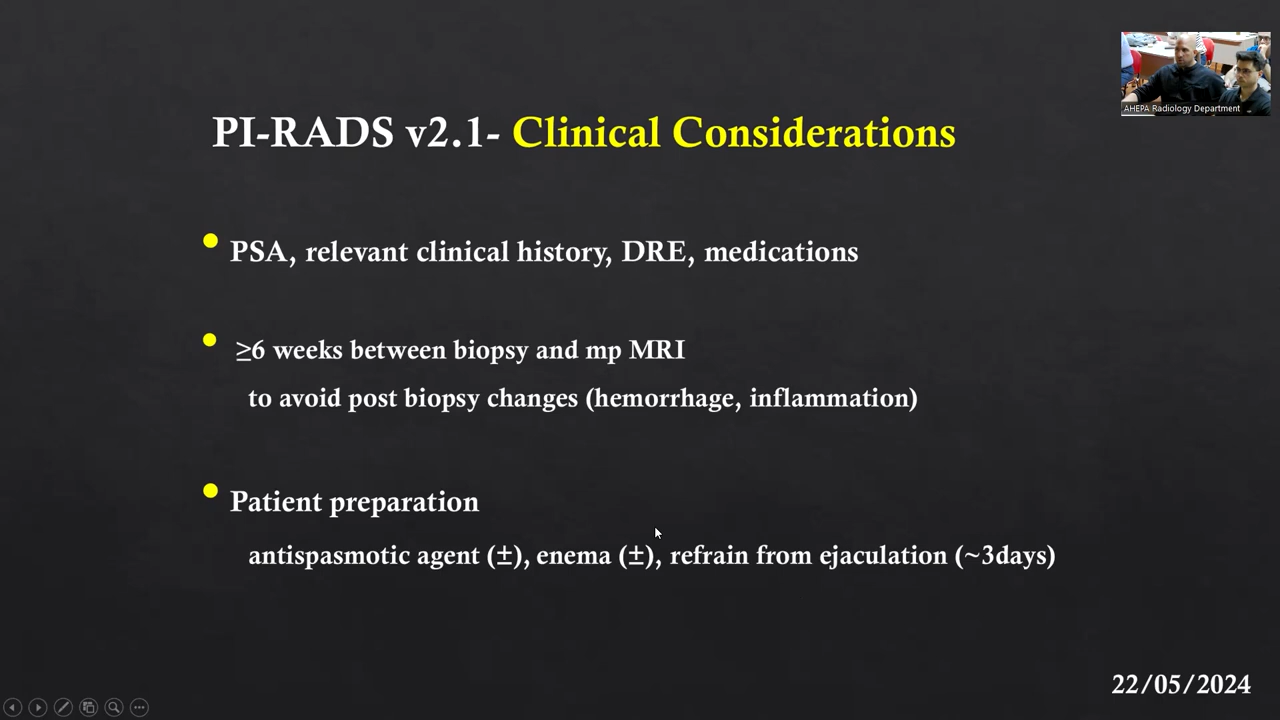 AHEPA Radiology Department
PI-RADS v2.1- Clinical Considerations
• PSA, relevant clinical history, DRE, medications
• ≥6 weeks between biopsy and mp MRI
to avoid post biopsy changes (hemorrhage, inflammation)
• Patient preparation
antispasmotic agent (±), enema (±), refrain from ejaculation (~3days)
22/05/2024